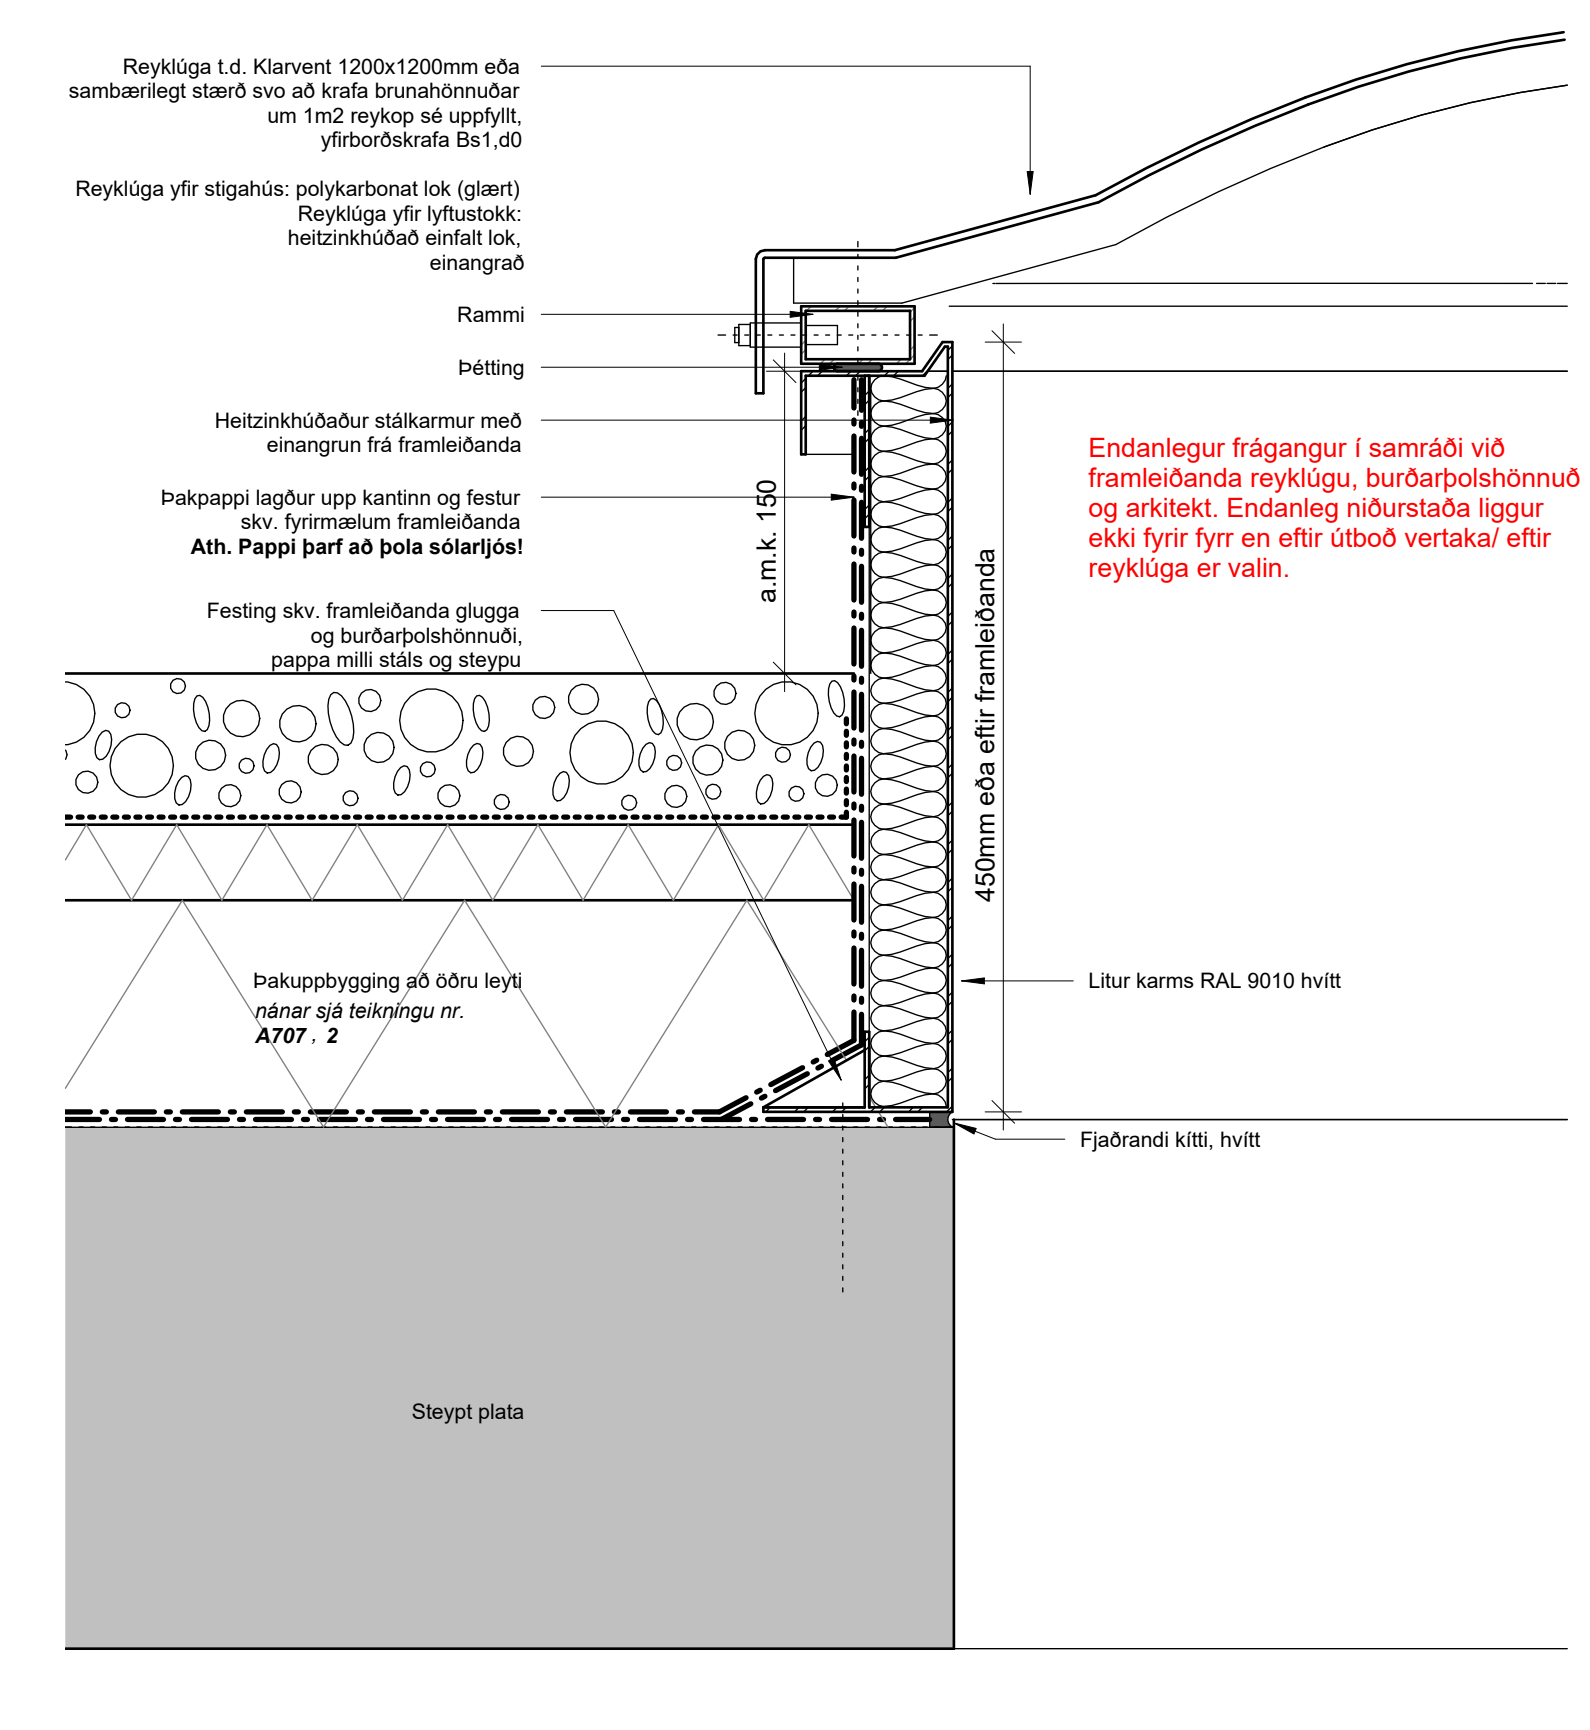 Reyklúga t.d. Klarvent 1200x1200mm eða
sambærilegt stærð svo að krafa brunahönnuðar
um 1m2 reykop sé uppfyllt,
yfirborðskrafa Bs1,d0
Reyklúga yfir stigahús: polykarbonat lok (glært)
Reyklúga yfir lyftustokk:
heitzinkhúðað einfalt lok,
einangrað
Rammi
Þétting
Heitzinkhúðaður stálkarmur með
einangrun frá framleiðanda
Þakpappi lagður upp kantinn og festur
skv. fyrirmælum framleiðanda
Ath. Pappi þarf að þola sólarljós!
Festing skv. framleiðanda glugga
og burðarþolshönnuði,
pappa milli stáls og steypu
a.m.k. 150
450mm eða eftir framleiðanda
Endanlegur frágangur í samráði við
framleiðanda reyklúgu, burðarþolshönnuð
og arkitekt. Endanleg niðurstaða liggur
ekki fyrir fyrr en eftir útboð vertaka/ eftir
reyklúga er valin.
Þakuppbygging að öðru leyti
nánar sjá teikningu nr.
A707 , 2
Litur karms RAL 9010 hvítt
Fjaðrandi kítti, hvítt
Steypt plata